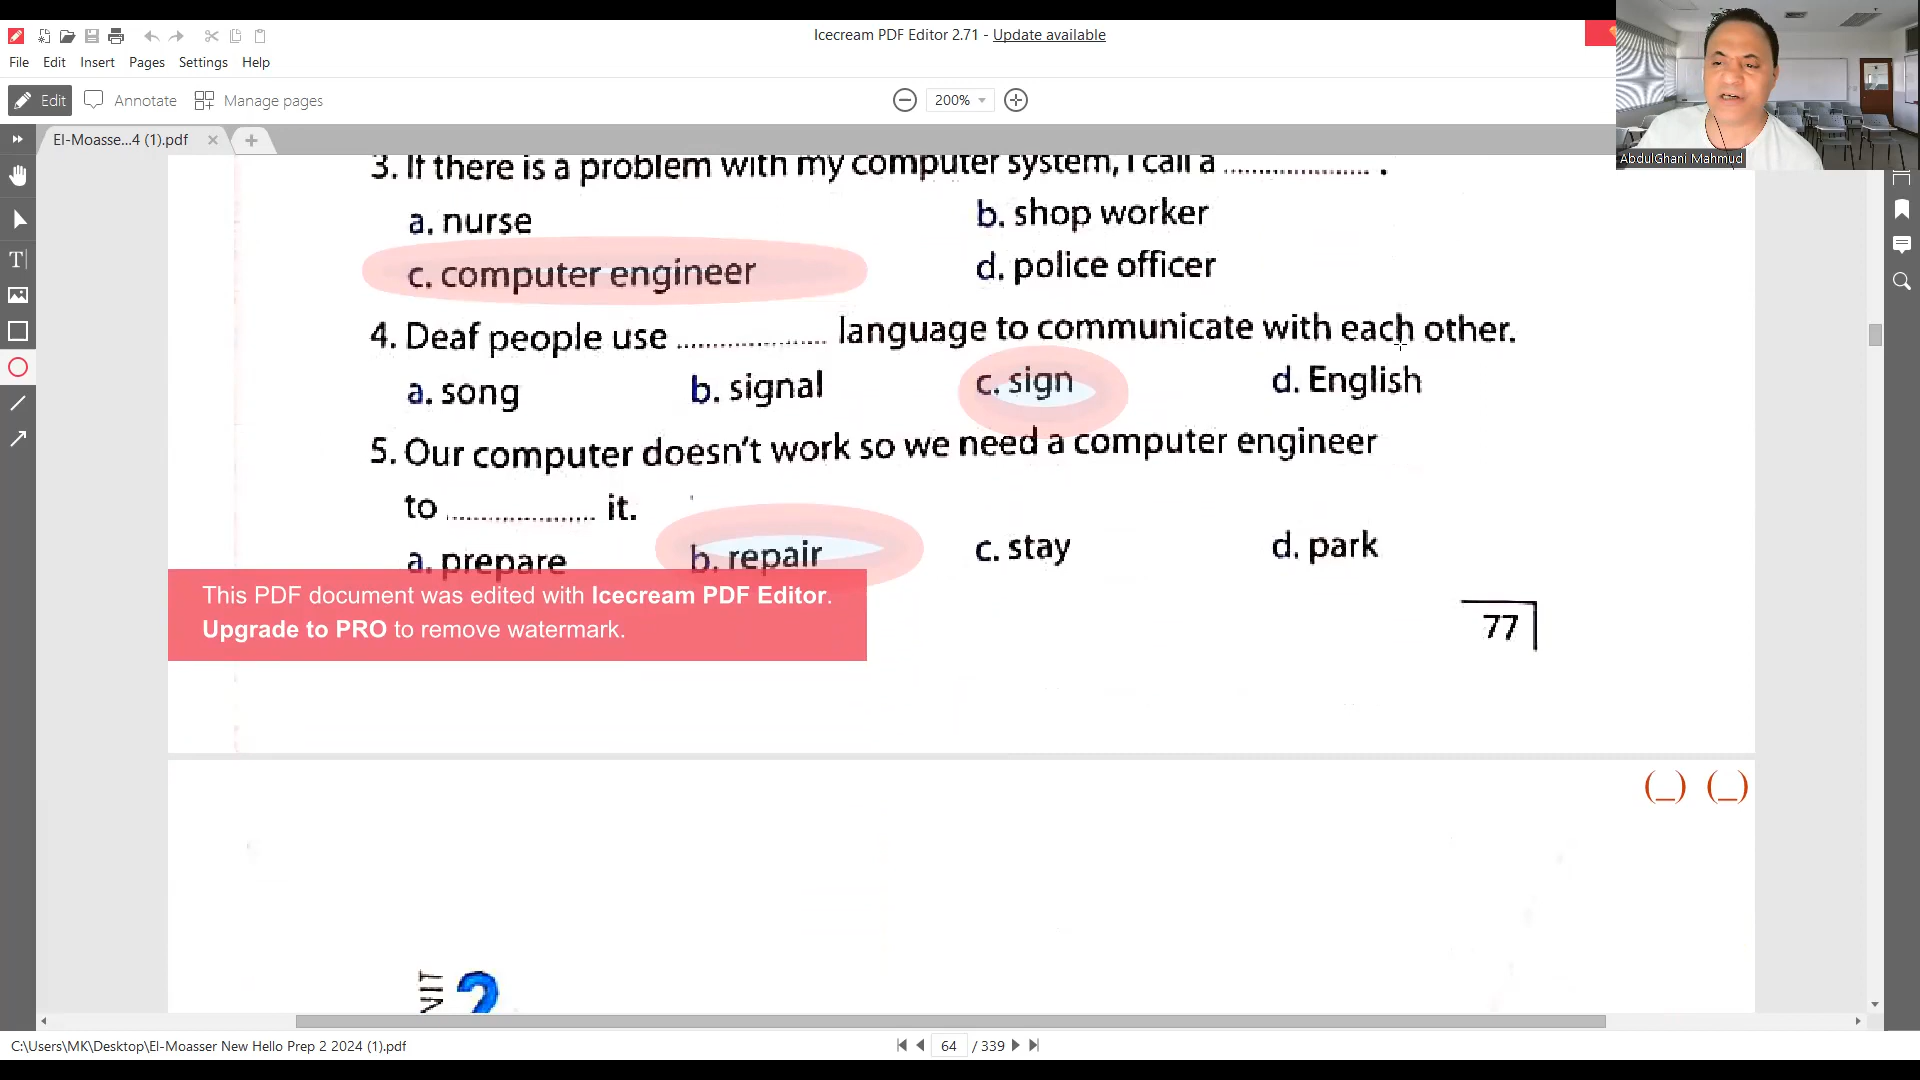 Icecream PDF Editor 2.71 - Update available
File Edit Insert Pages Settings Help
Edit Annotate Manage pages
200%
El-Moasse...4 (1).pdf
AbdulGhani Mahmud
3. If there is a problem with my computer system, I call a .................... .
a. nurse b. shop worker
c. computer engineer d. police officer
4. Deaf people use .................... language to communicate with each other.
a. song b. signal c. sign d. English
5. Our computer doesn't work so we need a computer engineer
to .................... it.
a. prepare b. repair c. stay d. park
This PDF document was edited with Icecream PDF Editor.
Upgrade to PRO to remove watermark.
77
(_) (_)
2
C:\Users\MK\Desktop\El-Moasser New Hello Prep 2 2024 (1).pdf
64 / 339